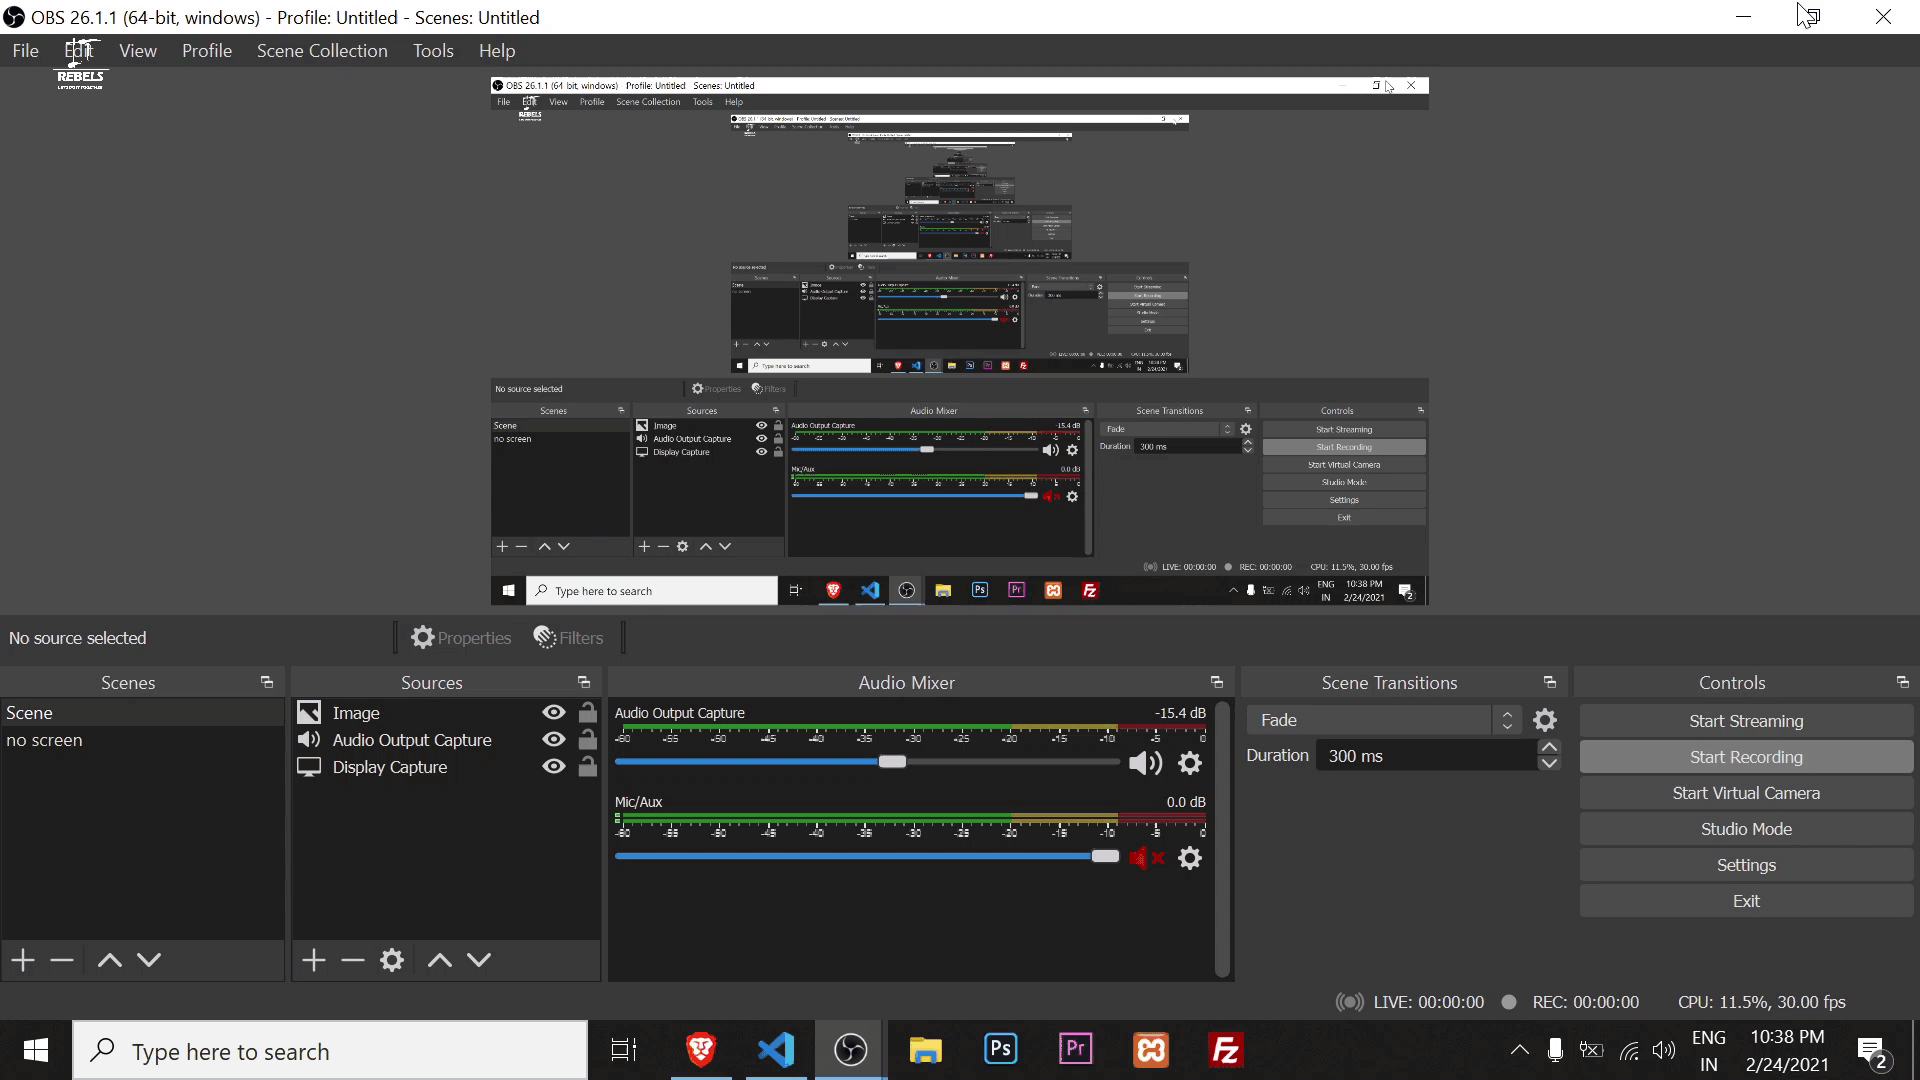 OBS 26.1.1 (64-bit, windows) - Profile: Untitled - Scenes: Untitled
File Edit View Profile Scene Collection Tools Help
REBELS
OBS 26.1.1 (64-bit, windows) Profile: Untitled Scenes: Untitled
File Edit View Profile Scene Collection Tools Help
REBELS
No source selected Properties Filters
Scenes Sources Audio Mixer Scene Transitions Controls
Scene Image Audio Output Capture -15.4 dB Fade Start Streaming
no screen Audio Output Capture Duration 300 ms Start Recording
Display Capture Start Virtual Camera
Mic/Aux 0.0 dB
Studio Mode
Settings
Exit
LIVE: 00:00:00 REC: 00:00:00 CPU: 11.5%, 30.00 fps
Type here to search Ps Pr Fz ENG IN 10:38 PM 2/24/2021 2
No source selected Properties Filters
Scenes Sources Audio Mixer Scene Transitions Controls
Scene Image Audio Output Capture -15.4 dB Fade Start Streaming
-60 -55 -50 -45 -40 -35 -30 -25 -20 -15 -10 -5 0
no screen Audio Output Capture Duration 300 ms Start Recording
Display Capture
Start Virtual Camera
Mic/Aux 0.0 dB
-60 -55 -50 -45 -40 -35 -30 -25 -20 -15 -10 -5 0
Studio Mode
Settings
Exit
LIVE: 00:00:00 REC: 00:00:00 CPU: 11.5%, 30.00 fps
Type here to search Ps Pr Fz ENG 10:38 PM
IN 2/24/2021 2